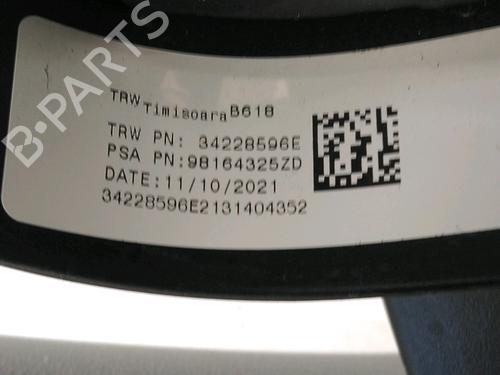 TRW Timisoara B618
TRW PN: 34228596E
PSA PN:98164325ZD
DATE:11/10/2021
34228596E2131404352
B-PARTS